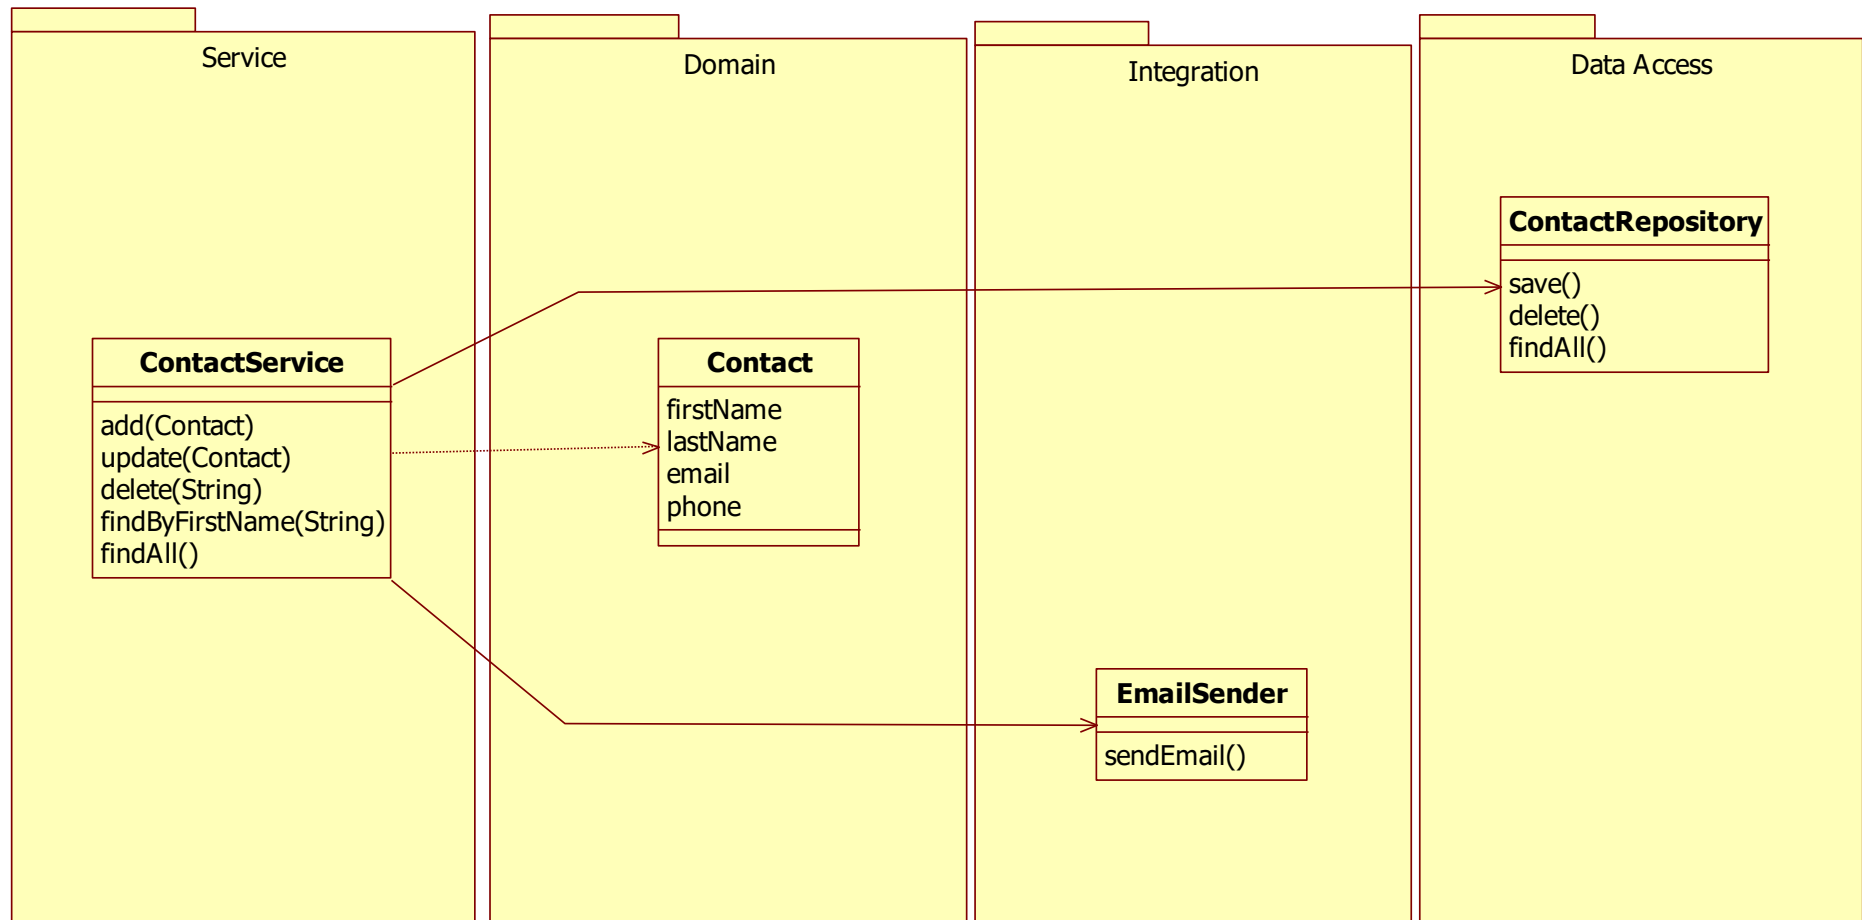 Service
Domain
Integration
Data Access
ContactService
add(Contact)
update(Contact)
delete(String)
findByFirstName(String)
findAll()
Contact
firstName
lastName
email
phone
EmailSender
sendEmail()
ContactRepository
save()
delete()
findAll()